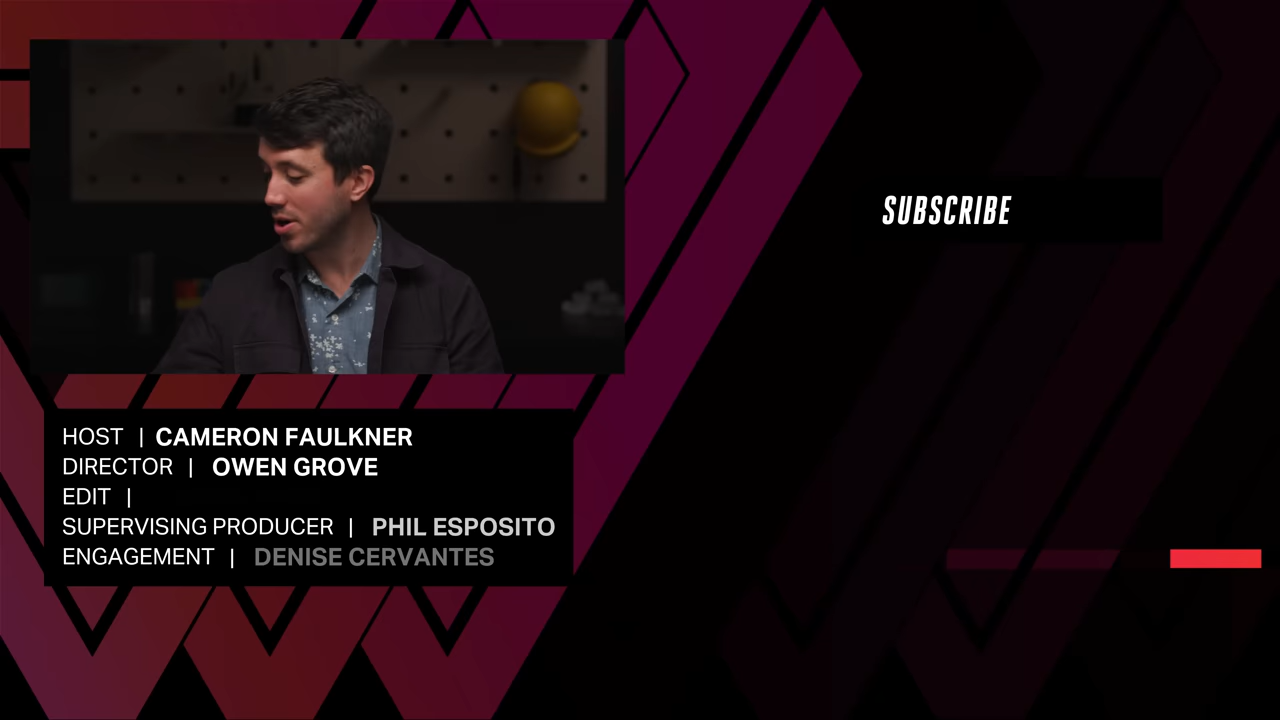 SUBSCRIBE
HOST | CAMERON FAULKNER
DIRECTOR | OWEN GROVE
EDIT |
SUPERVISING PRODUCER | PHIL ESPOSITO
ENGAGEMENT | DENISE CERVANTES